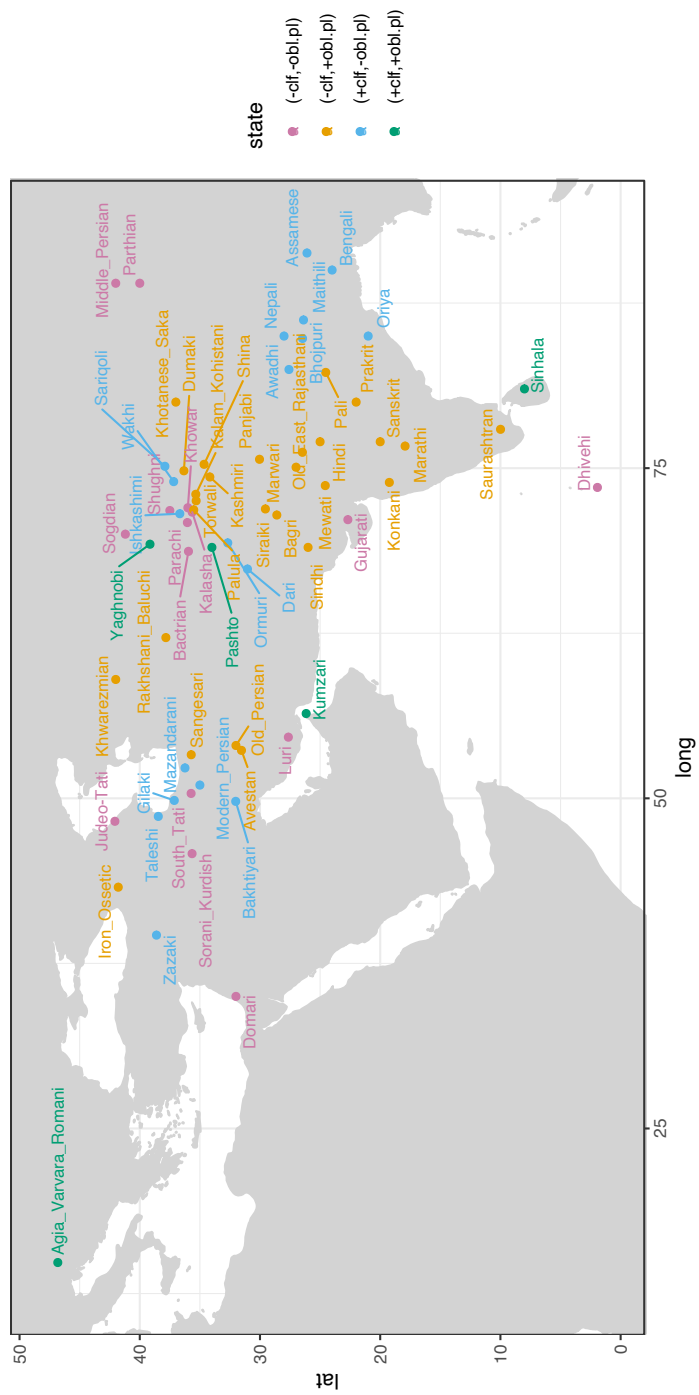 Agia_Varvara_Romani
Iron_Ossetic
Judeo-Tati
Khwarezmian
Rakhshani_Baluchi
Yaghnobi
Sogdian
Shughni
Ishkashimi
Wakhi
Sariqoli
Khotanese_Saka
Dumaki
Khowar
Kalam_Kohistani
Shina
Middle_Persian
Parthian
Zazaki
Taleshi
Gilaki
Mazandarani
South_Tati
Sorani_Kurdish
Sangesari
Modern_Persian
Bakhtiyari
Avestan
Old_Persian
Luri
Kumzari
Domari
Bactrian
Parachi
Kalasha
Torwali
Palula
Pashto
Ormuri
Dari
Kashmiri
Panjabi
Siraiki
Marwari
Bagri
Sindhi
Mewati
Hindi
Old_East_Rajasthani
Awadhi
Nepali
Bhojpuri
Maithili
Assamese
Bengali
Pali
Prakrit
Oriya
Gujarati
Konkani
Sanskrit
Marathi
Saurashtran
Sinhala
Dhivehi
50
40
30
20
10
0
lat
25
50
75
long
state
(-clf,-obl.pl)
(-clf,+obl.pl)
(+clf,-obl.pl)
(+clf,+obl.pl)